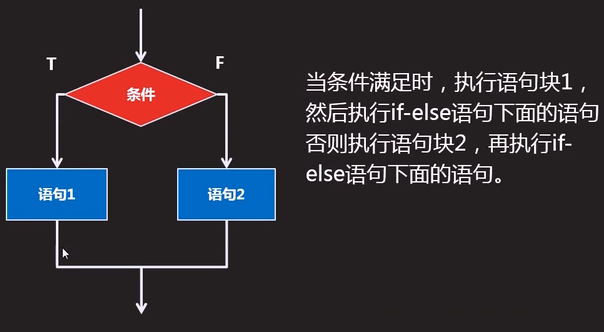 T
F
条件
语句1
语句2
当条件满足时，执行语句块1，
然后执行if-else语句下面的语句
否则执行语句块2，再执行if-
else语句下面的语句。